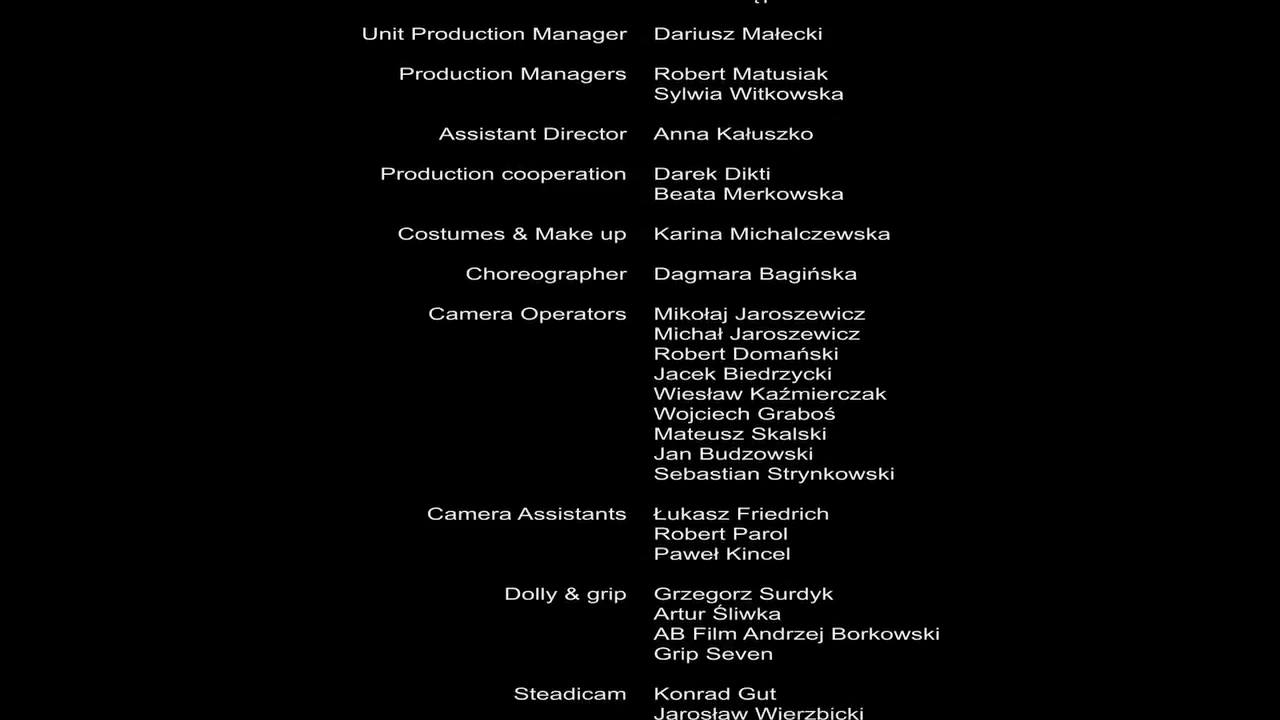 Unit Production Manager Dariusz Małecki
Production Managers Robert Matusiak
Sylwia Witkowska
Assistant Director Anna Kałuszko
Production cooperation Darek Dikti
Beata Merkowska
Costumes & Make up Karina Michalczewska
Choreographer Dagmara Bagińska
Camera Operators Mikołaj Jaroszewicz
Michał Jaroszewicz
Robert Domański
Jacek Biedrzycki
Wiesław Kaźmierczak
Wojciech Graboś
Mateusz Skalski
Jan Budzowski
Sebastian Strynkowski
Camera Assistants Łukasz Friedrich
Robert Parol
Paweł Kincel
Dolly & grip Grzegorz Surdyk
Artur Śliwka
AB Film Andrzej Borkowski
Grip Seven
Steadicam Konrad Gut
Jarosław Wierzbicki